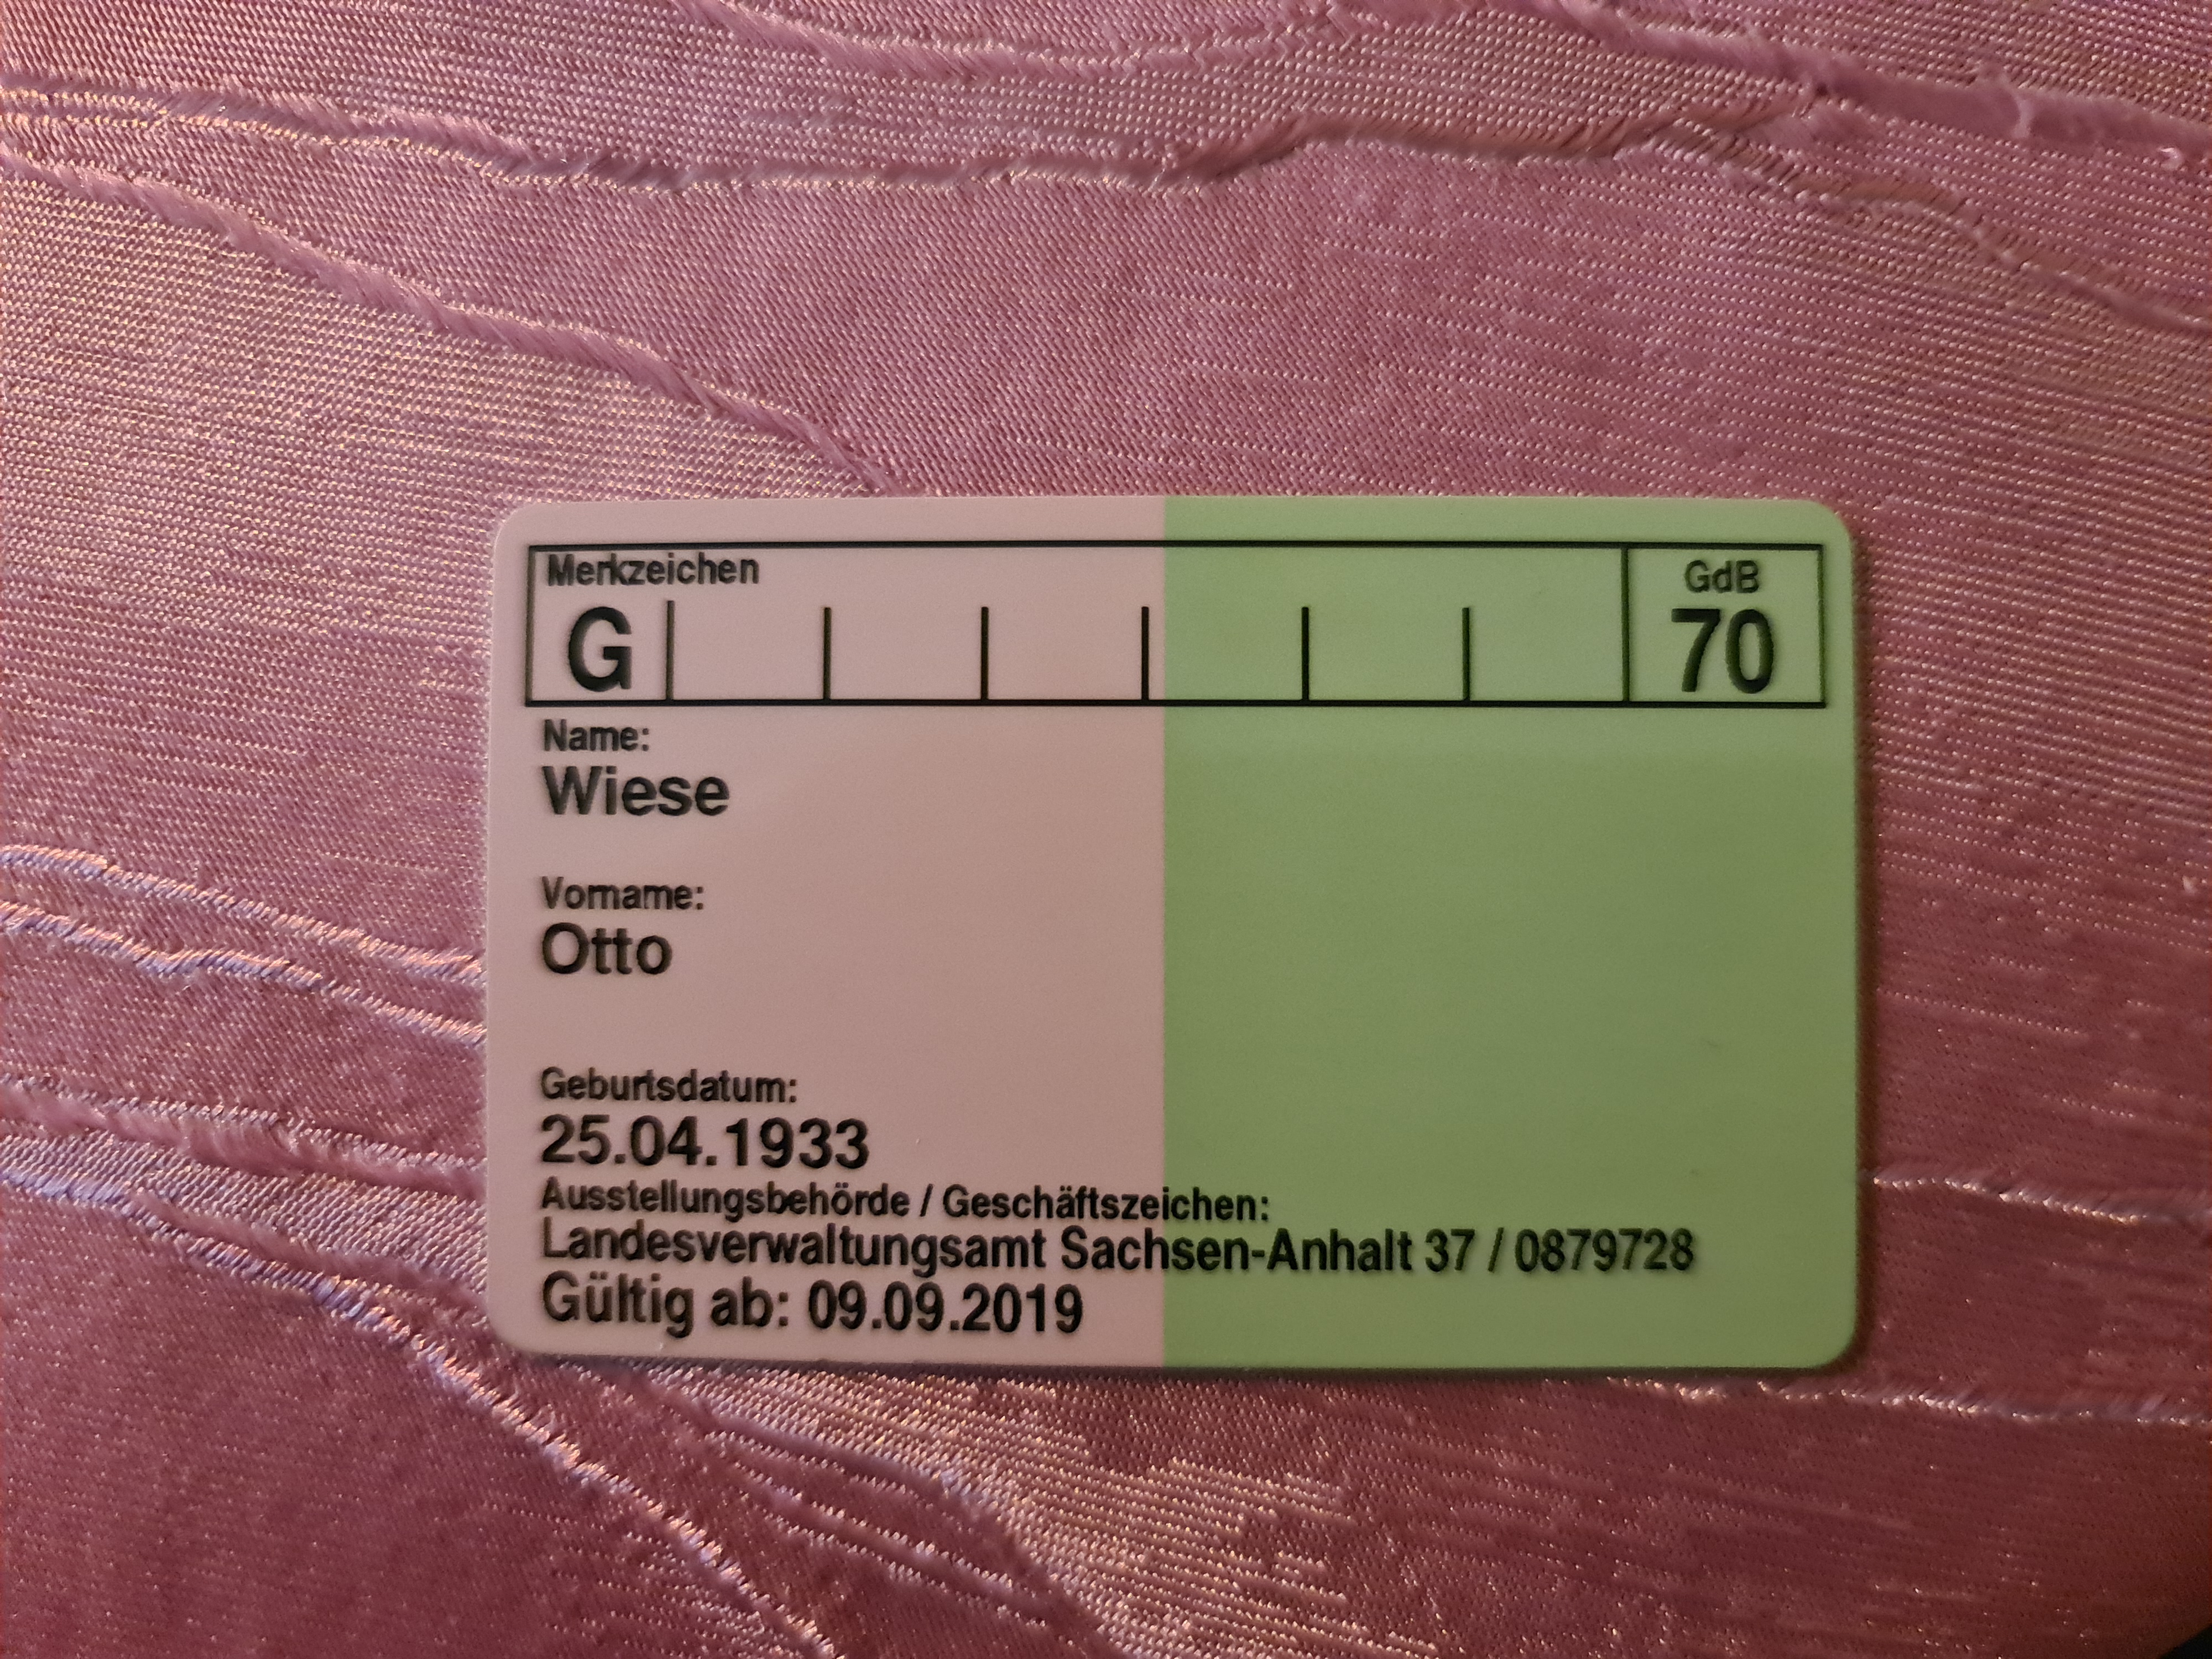 Merkzeichen
GdB
G
70
Name:
Wiese
Vorname:
Otto
Geburtsdatum:
25.04.1933
Ausstellungsbehörde / Geschäftszeichen:
Landesverwaltungsamt Sachsen-Anhalt 37 / 0879728
Gültig ab: 09.09.2019